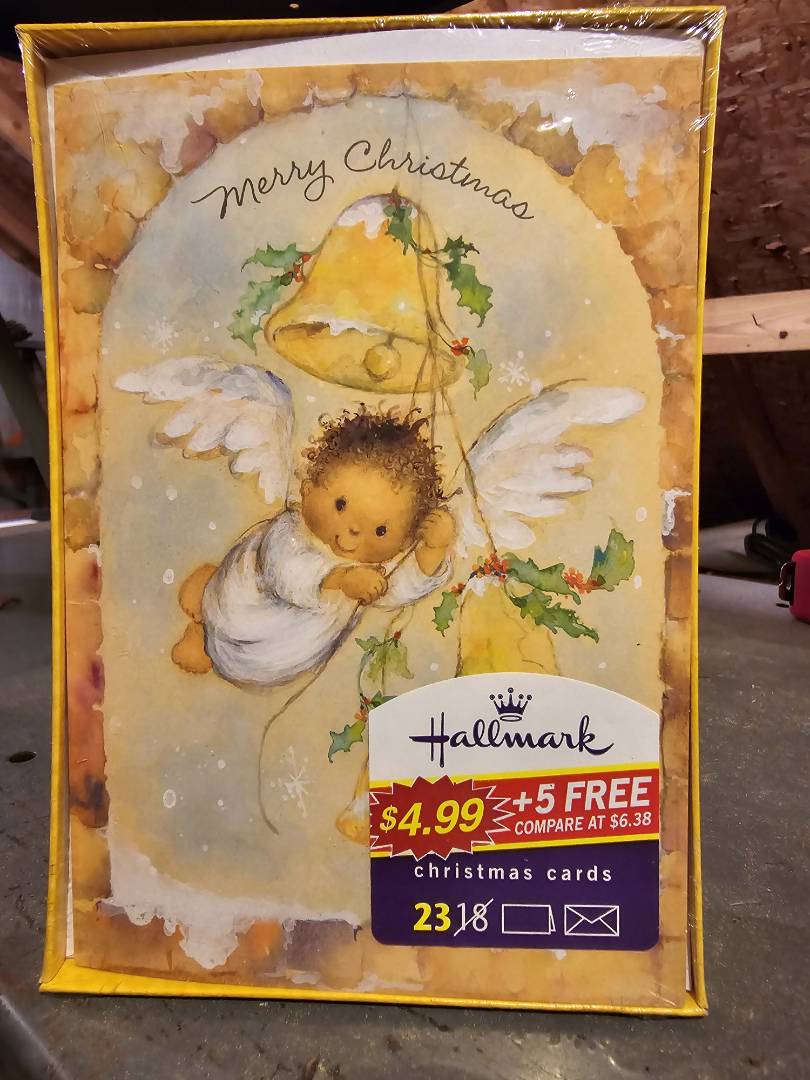 Merry Christmas
Hallmark
$4.99
+5 FREE
COMPARE AT $6.38
christmas cards
23 18